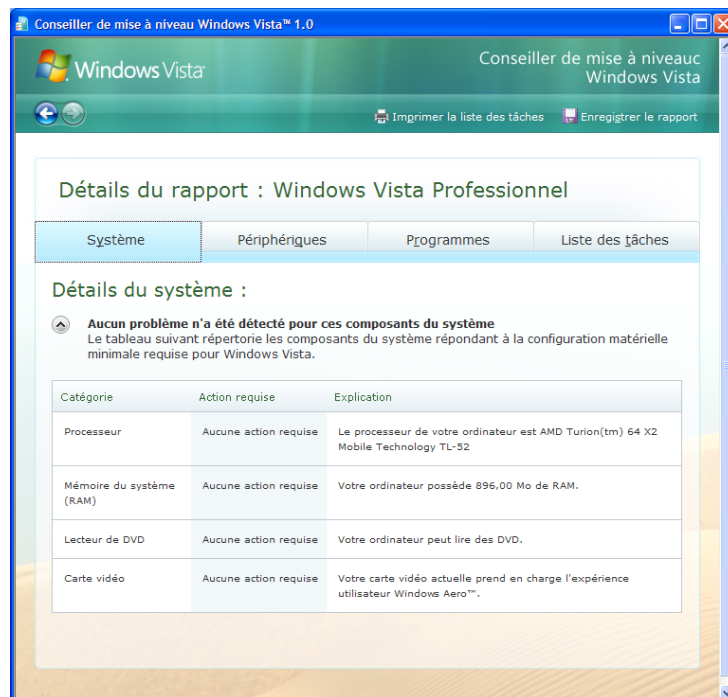 Conseiller de mise à niveau Windows Vista™ 1.0
Windows Vista™
Conseiller de mise à niveauc
Windows Vista
Imprimer la liste des tâches
Enregistrer le rapport
Détails du rapport : Windows Vista Professionnel
Système
Périphériques
Programmes
Liste des tâches
Détails du système :
Aucun problème n'a été détecté pour ces composants du système
Le tableau suivant répertorie les composants du système répondant à la configuration matérielle
minimale requise pour Windows Vista.
Catégorie
Action requise
Explication
Processeur
Aucune action requise
Le processeur de votre ordinateur est AMD Turion(tm) 64 X2
Mobile Technology TL-52
Mémoire du système
(RAM)
Aucune action requise
Votre ordinateur possède 896,00 Mo de RAM.
Lecteur de DVD
Aucune action requise
Votre ordinateur peut lire des DVD.
Carte vidéo
Aucune action requise
Votre carte vidéo actuelle prend en charge l'expérience
utilisateur Windows Aero™.